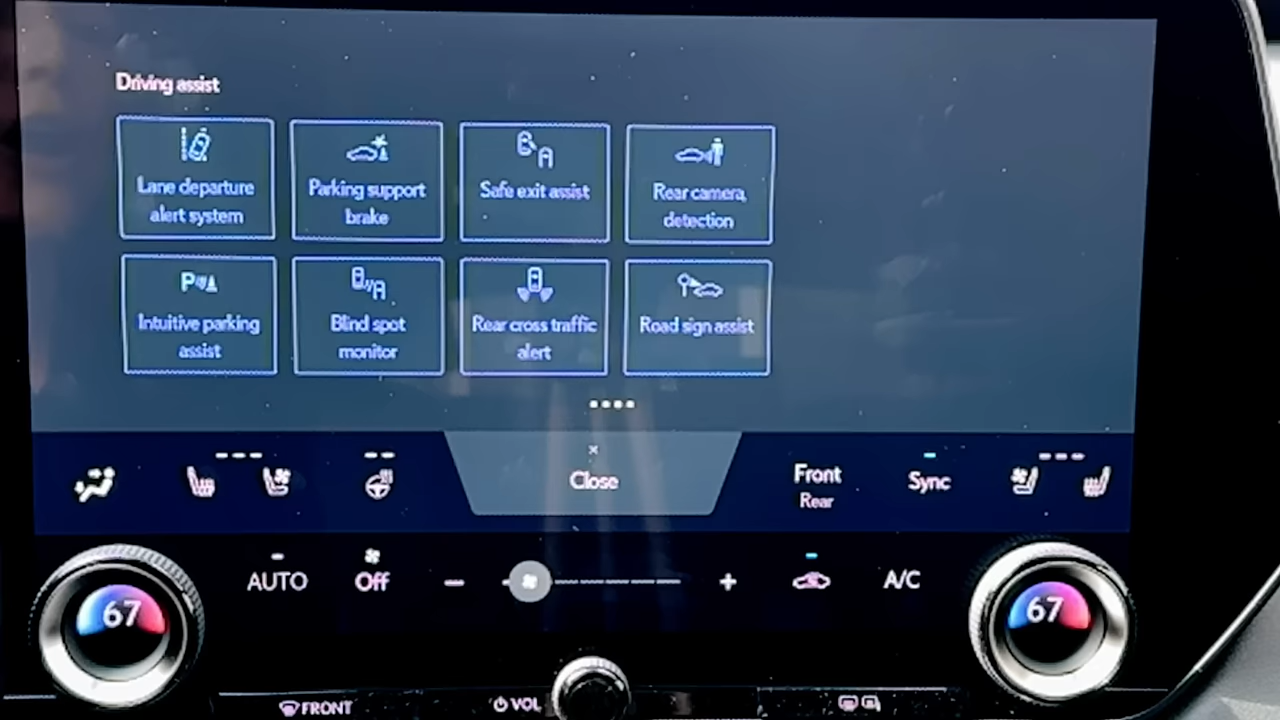 Driving assist
Lane departure
alert system
Parking support
brake
Safe exit assist
Rear camera
detection
P
Intuitive parking
assist
Blind spot
monitor
Rear cross traffic
alert
Road sign assist
Close
Front
Rear
Sync
AUTO
Off
A/C
67
67
FRONT
VOL